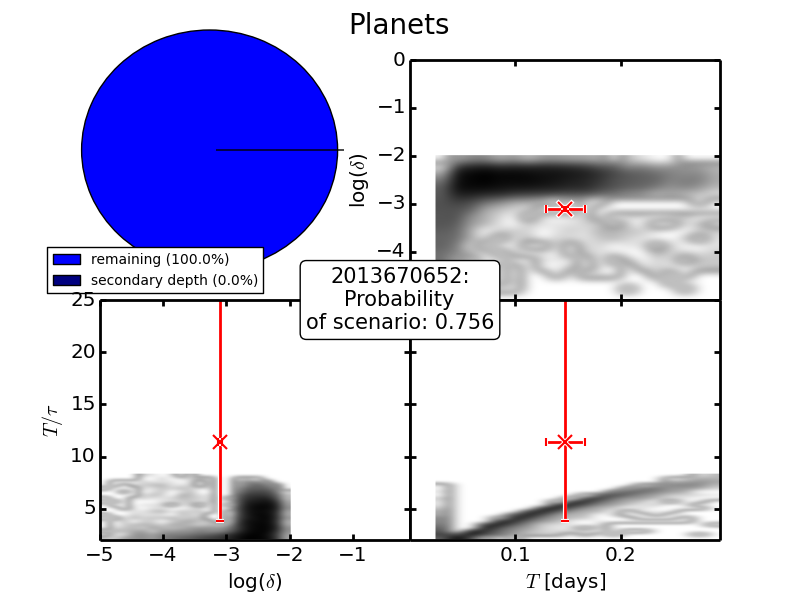 Planets
remaining (100.0%)
secondary depth (0.0%)
0
−1
−2
−3
−4
log(δ)
2013670652:
Probability
of scenario: 0.756
25
20
15
10
5
T/τ
−5
−4
−3
−2
−1
log(δ)
0.1
0.2
T [days]